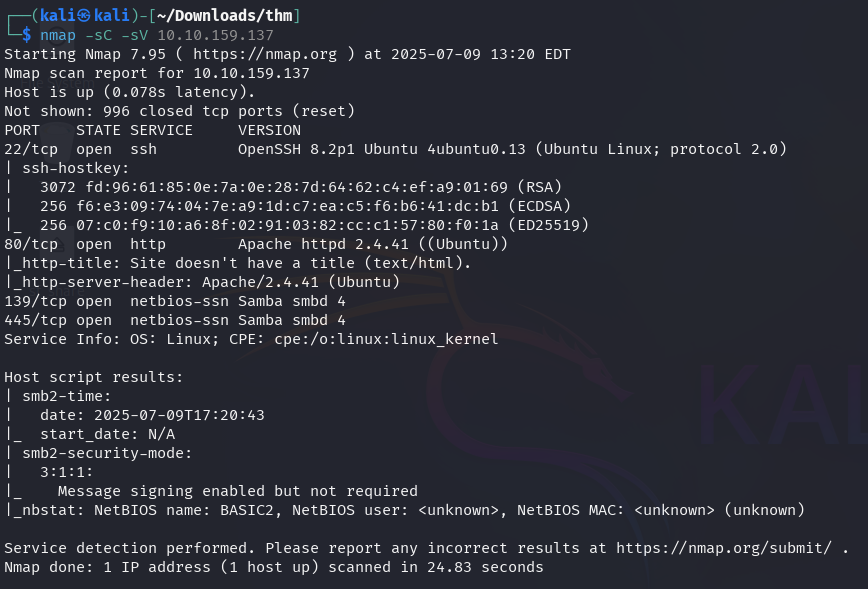 ┌──(kali㉿kali)-[~/Downloads/thm]
└─$ nmap -sC -sV 10.10.159.137
Starting Nmap 7.95 ( https://nmap.org ) at 2025-07-09 13:20 EDT
Nmap scan report for 10.10.159.137
Host is up (0.078s latency).
Not shown: 996 closed tcp ports (reset)
PORT    STATE SERVICE     VERSION
22/tcp  open  ssh         OpenSSH 8.2p1 Ubuntu 4ubuntu0.13 (Ubuntu Linux; protocol 2.0)
| ssh-hostkey:
|   3072 fd:96:61:85:0e:7a:0e:28:7d:64:62:c4:ef:a9:01:69 (RSA)
|   256 f6:e3:09:74:04:7e:a9:1d:c7:ea:c5:f6:b6:41:dc:b1 (ECDSA)
|_  256 07:c0:f9:10:a6:8f:02:91:03:82:cc:c1:57:80:f0:1a (ED25519)
80/tcp  open  http        Apache httpd 2.4.41 ((Ubuntu))
|_http-title: Site doesn't have a title (text/html).
|_http-server-header: Apache/2.4.41 (Ubuntu)
139/tcp open  netbios-ssn Samba smbd 4
445/tcp open  netbios-ssn Samba smbd 4
Service Info: OS: Linux; CPE: cpe:/o:linux:linux_kernel

Host script results:
| smb2-time:
|   date: 2025-07-09T17:20:43
|_  start_date: N/A
| smb2-security-mode:
|   3:1:1:
|_    Message signing enabled but not required
|_nbstat: NetBIOS name: BASIC2, NetBIOS user: <unknown>, NetBIOS MAC: <unknown> (unknown)

Service detection performed. Please report any incorrect results at https://nmap.org/submit/ .
Nmap done: 1 IP address (1 host up) scanned in 24.83 seconds
KAL